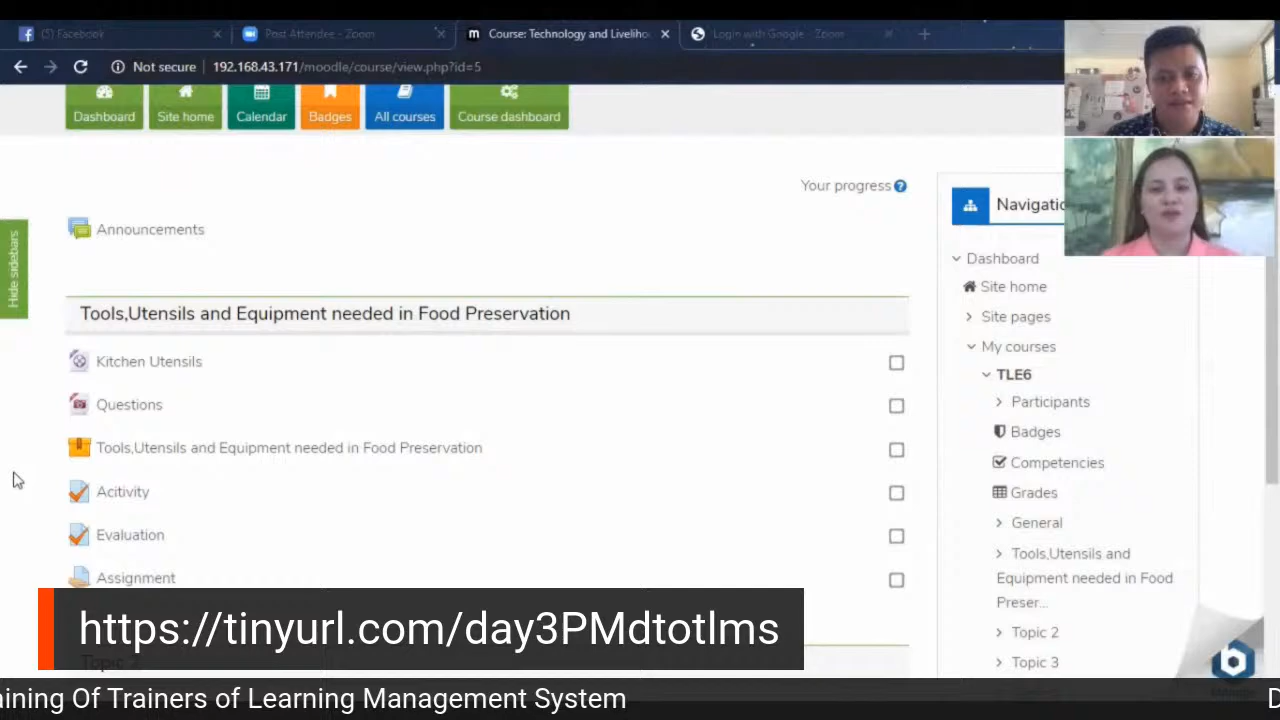 (5) Facebook
Post Attendee - Zoom
m Course: Technology and Liveliho
Login with Google - Zoom
Not secure 192.168.43.171/moodle/course/view.php?id=5
Dashboard
Site home
Calendar
Badges
All courses
Course dashboard
Your progress
Hide sidebars
Announcements
Tools,Utensils and Equipment needed in Food Preservation
Kitchen Utensils
Questions
Tools,Utensils and Equipment needed in Food Preservation
Acitivity
Evaluation
Assignment
Topic 2
Navigatio
Dashboard
Site home
Site pages
My courses
TLE6
Participants
Badges
Competencies
Grades
General
Tools,Utensils and
Equipment needed in Food
Preser...
Topic 2
Topic 3
https://tinyurl.com/day3PMdtotlms
aining Of Trainers of Learning Management System
D